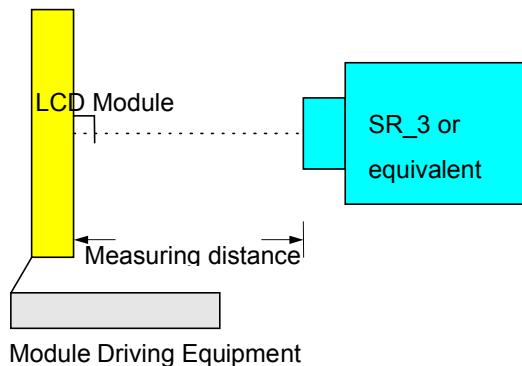 LCD Module
SR_3 or
equivalent
Measuring distance
Module Driving Equipment